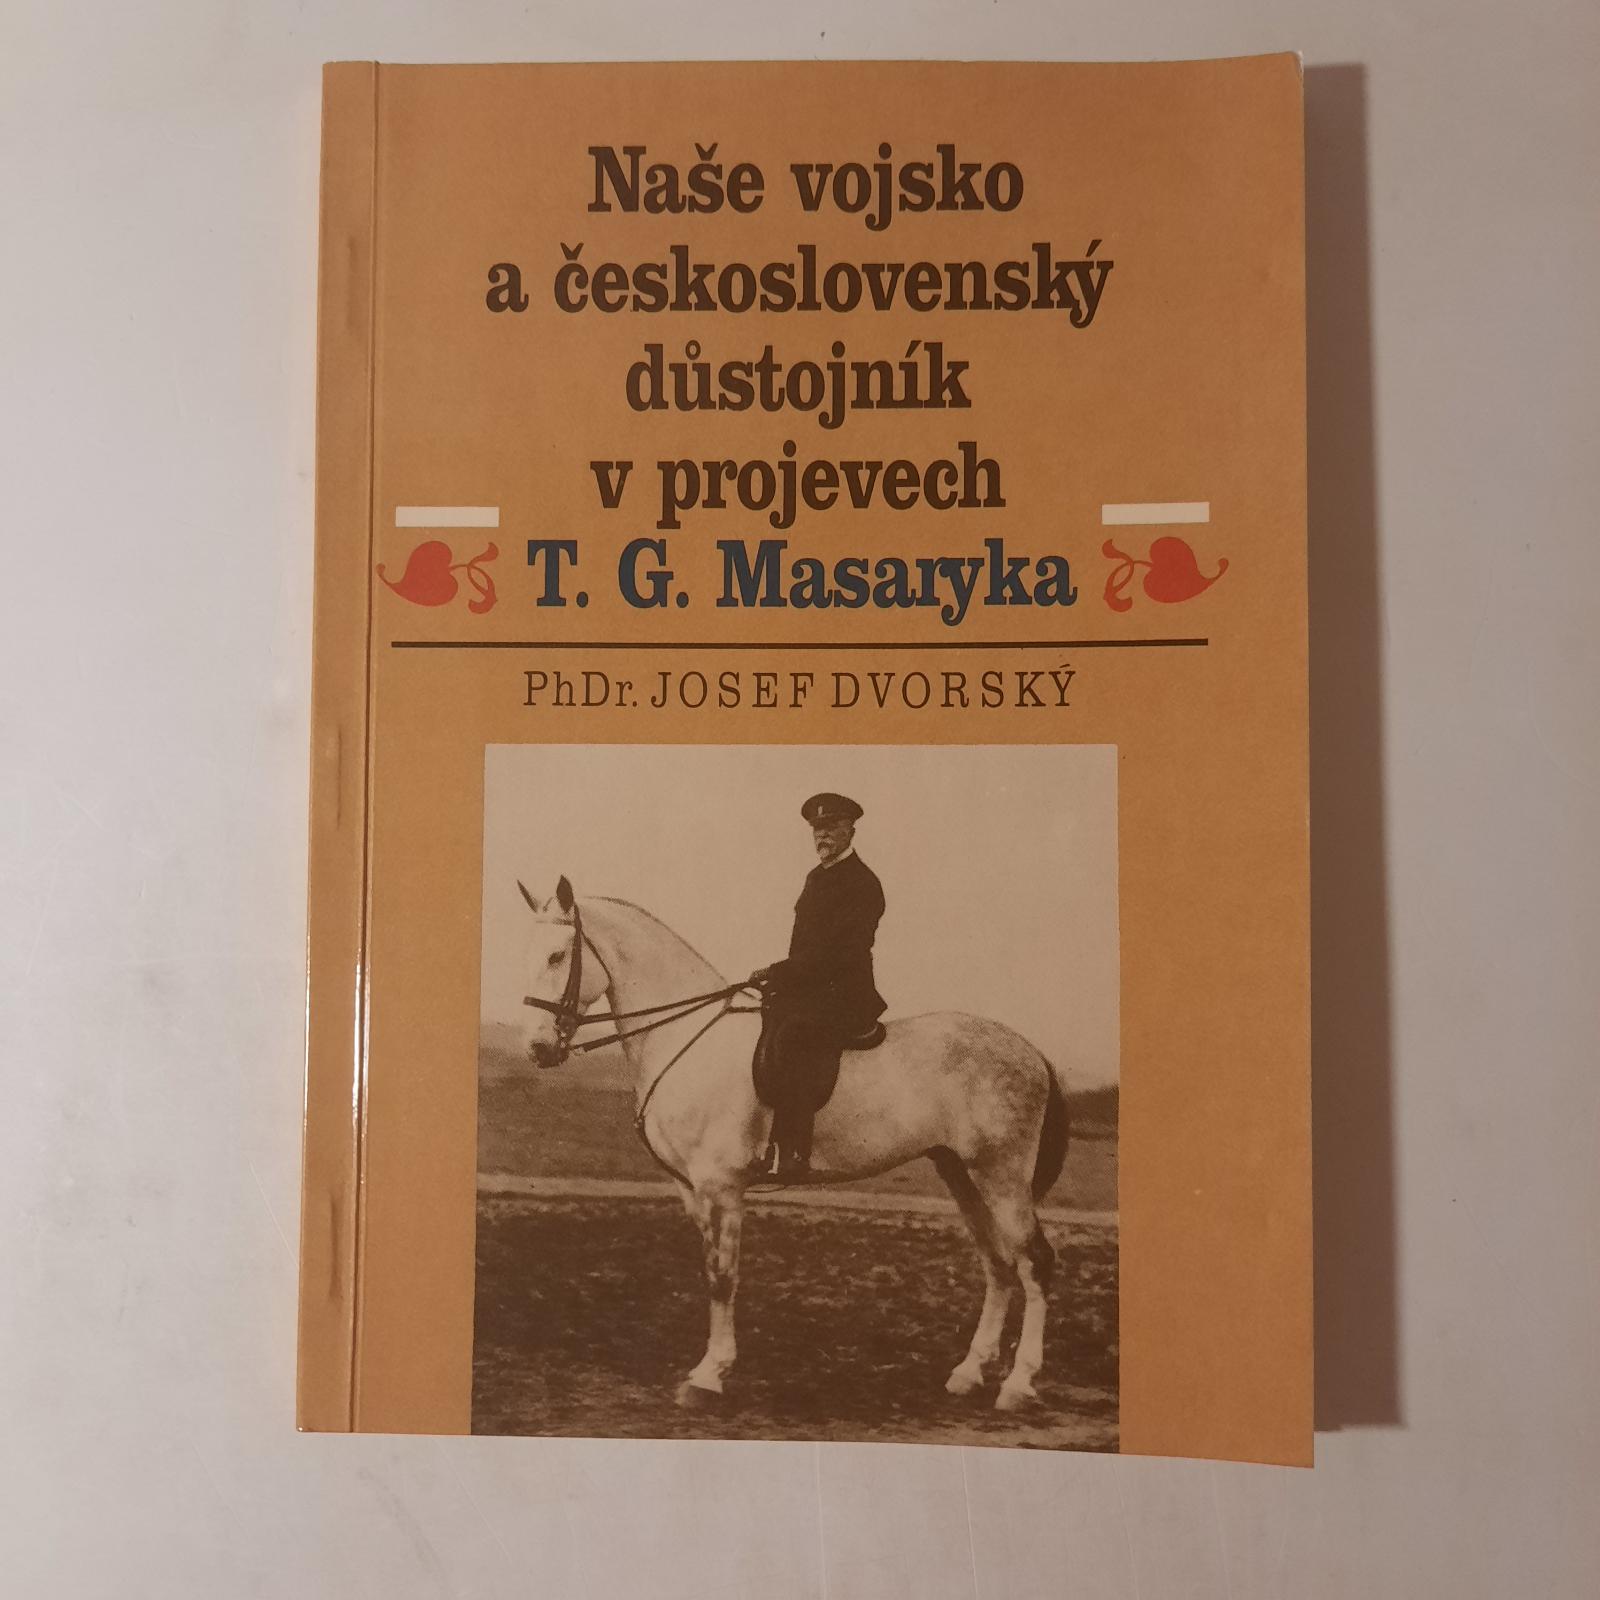 Naše vojsko
a československý
důstojník
v projevech
T. G. Masaryka
PhDr. JOSEF DVORSKÝ